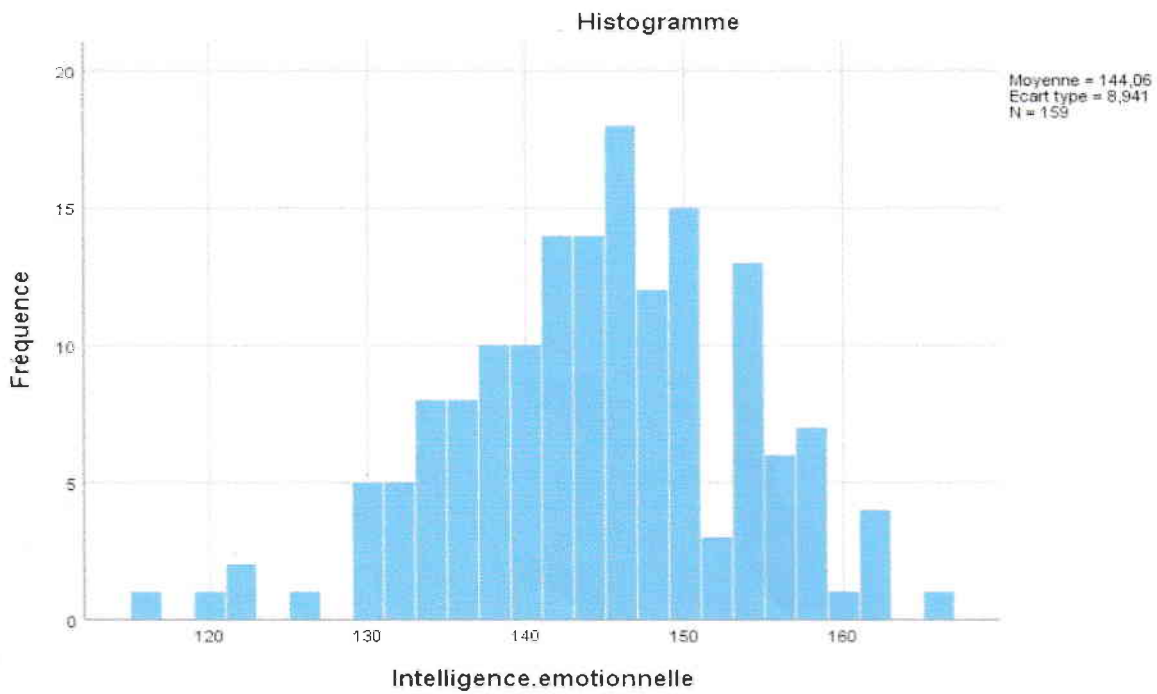 Histogramme
Moyenne = 144,06
Ecart type = 8,941
N = 159
Fréquence
20
15
10
5
0
120
130
140
150
160
Intelligence.emotionnelle